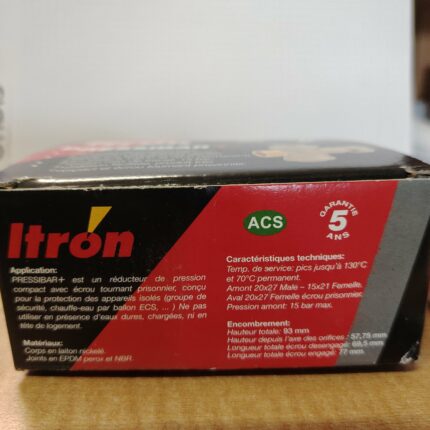 Itron
ACS
GARANTIE
5
ANS
Application:
PRESSIBAR+ est un réducteur de pression
compact avec écrou tournant prisonnier, conçu
pour la protection des appareils isolés (groupe de
sécurité, chauffe-eau par ballon ECS, ... ) Ne pas
utiliser en présence d'eaux dures, chargées, ni en
tête de logement.
Matériaux:
Corps en laiton nickelé.
Joints en EPDM perox et NBR.
Caractéristiques techniques:
Temp. de service: pics jusqu'à 130°C
et 70°C permanent.
Amont 20x27 Male – 15x21 Femelle.
Aval 20x27 Femelle écrou prisonnier.
Pression amont: 15 bar max.
Encombrement:
Hauteur totale: 93 mm
Hauteur depuis l'axe des orifices : 57,75 mm
Longueur totale écrou desengagé: 69,5 mm
Longueur totale écrou engagé: 77 mm.